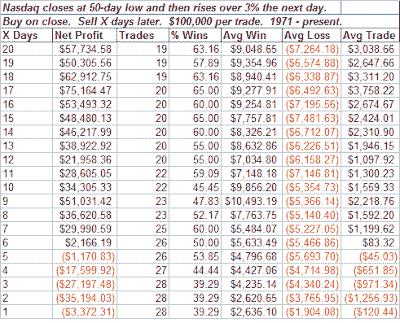 Nasdaq closes at 50-day low and then rises over 3% the next day.
Buy on close. Sell X days later. $100,000 per trade. 1971 - present.
X Days Net Profit Trades % Wins Avg Win Avg Loss Avg Trade
20 $57,734.58 19 63.16 $9,048.65 ($7,264.18) $3,038.66
19 $50,305.56 19 57.89 $9,354.96 ($6,574.88) $2,647.66
18 $62,912.75 19 63.16 $8,940.41 ($6,338.87) $3,311.20
17 $75,164.47 20 65.00 $9,277.91 ($6,492.63) $3,758.22
16 $53,493.32 20 60.00 $9,254.81 ($7,195.56) $2,674.67
15 $48,480.13 20 65.00 $7,757.81 ($7,481.63) $2,424.01
14 $46,217.99 20 60.00 $8,326.21 ($6,712.07) $2,310.90
13 $38,922.92 20 55.00 $8,632.86 ($6,226.51) $1,946.15
12 $21,958.36 20 55.00 $7,034.80 ($6,158.27) $1,097.92
11 $28,605.05 22 59.09 $7,148.18 ($7,146.81) $1,300.23
10 $34,305.33 22 45.45 $9,856.20 ($5,354.73) $1,559.33
9 $51,031.42 23 47.83 $10,493.19 ($5,366.14) $2,218.76
8 $36,620.58 23 52.17 $7,763.75 ($5,140.40) $1,592.20
7 $29,990.59 25 60.00 $5,484.07 ($5,227.05) $1,199.62
6 $2,166.19 26 50.00 $5,633.49 ($5,466.86) $83.32
5 ($1,170.83) 26 53.85 $4,796.68 ($5,693.70) ($45.03)
4 ($17,599.92) 27 44.44 $4,427.06 ($4,714.98) ($651.85)
3 ($27,197.48) 28 39.29 $4,235.14 ($4,340.24) ($971.34)
2 ($35,194.03) 28 39.29 $2,620.65 ($3,765.95) ($1,256.93)
1 ($3,372.31) 28 39.29 $2,636.10 ($1,904.08) ($120.44)